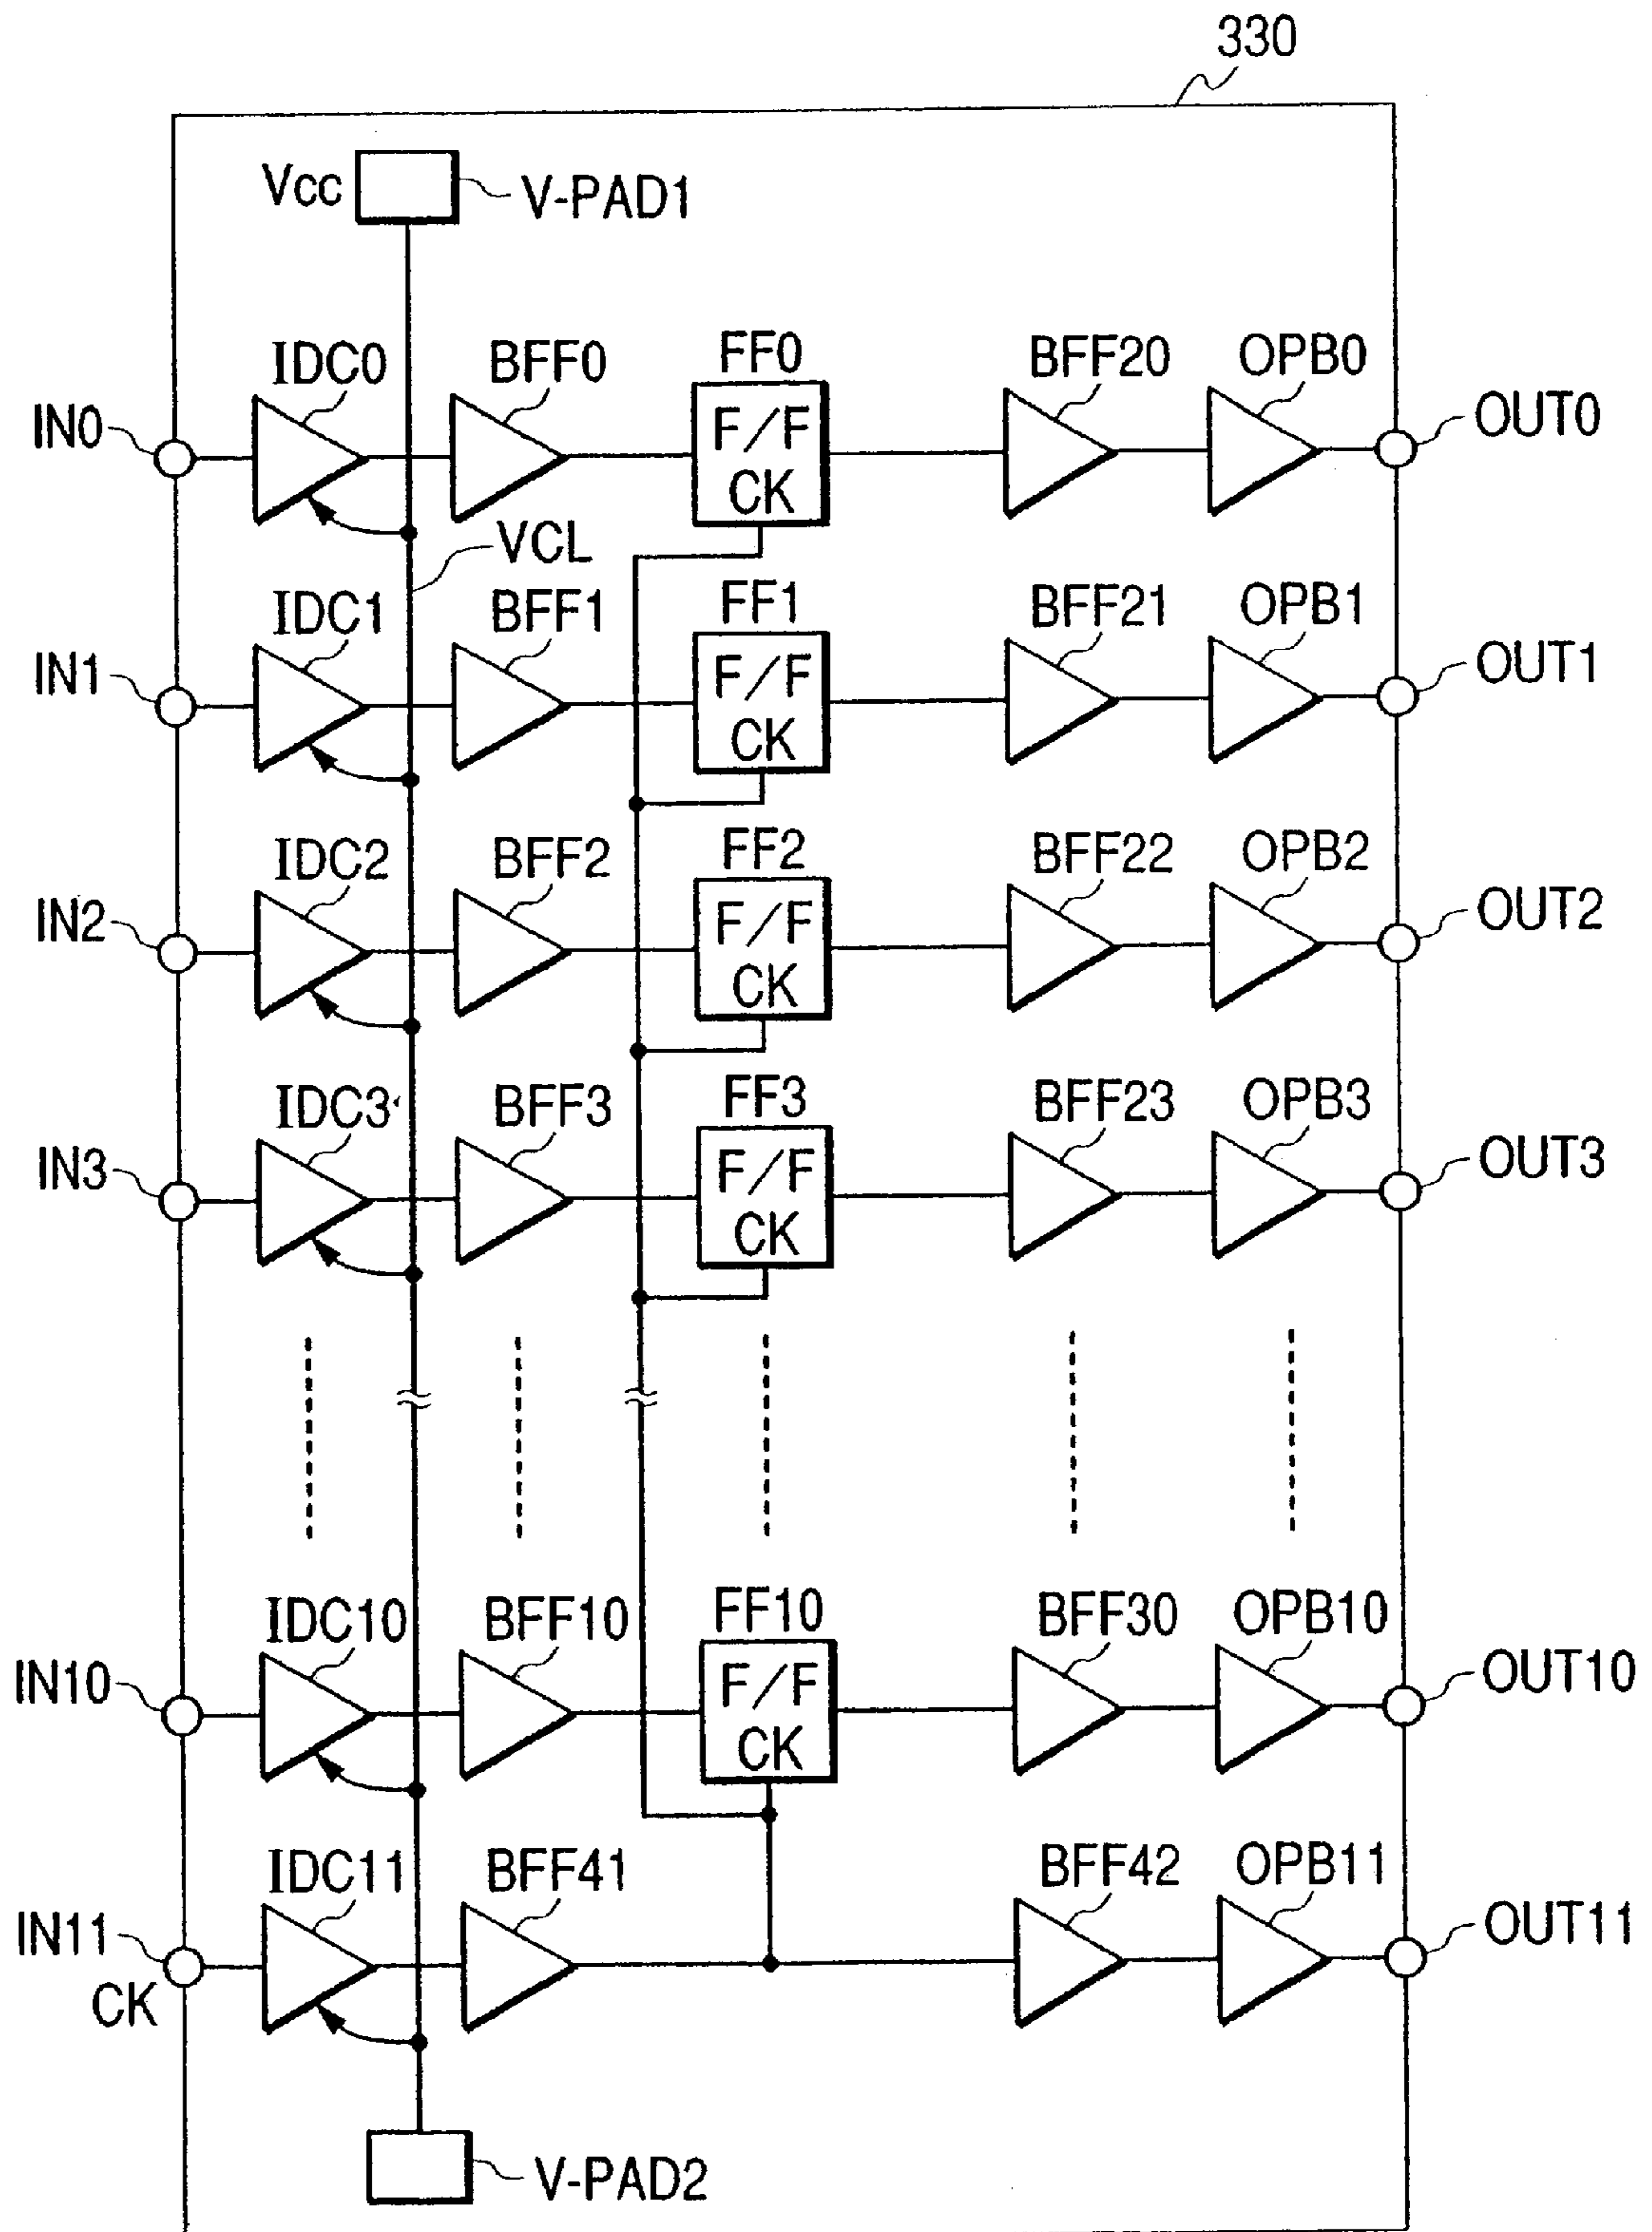 330
Vcc V-PAD1
IDC0 BFF0 FF0 BFF20 OPB0
IN0 F/F OUT0
CK
VCL
IDC1 BFF1 FF1 BFF21 OPB1
IN1 F/F OUT1
CK
IDC2 BFF2 FF2 BFF22 OPB2
IN2 F/F OUT2
CK
IDC3 BFF3 FF3 BFF23 OPB3
IN3 F/F OUT3
CK
IDC10 BFF10 FF10 BFF30 OPB10
IN10 F/F OUT10
CK
IDC11 BFF41 BFF42 OPB11
IN11 OUT11
CK
V-PAD2